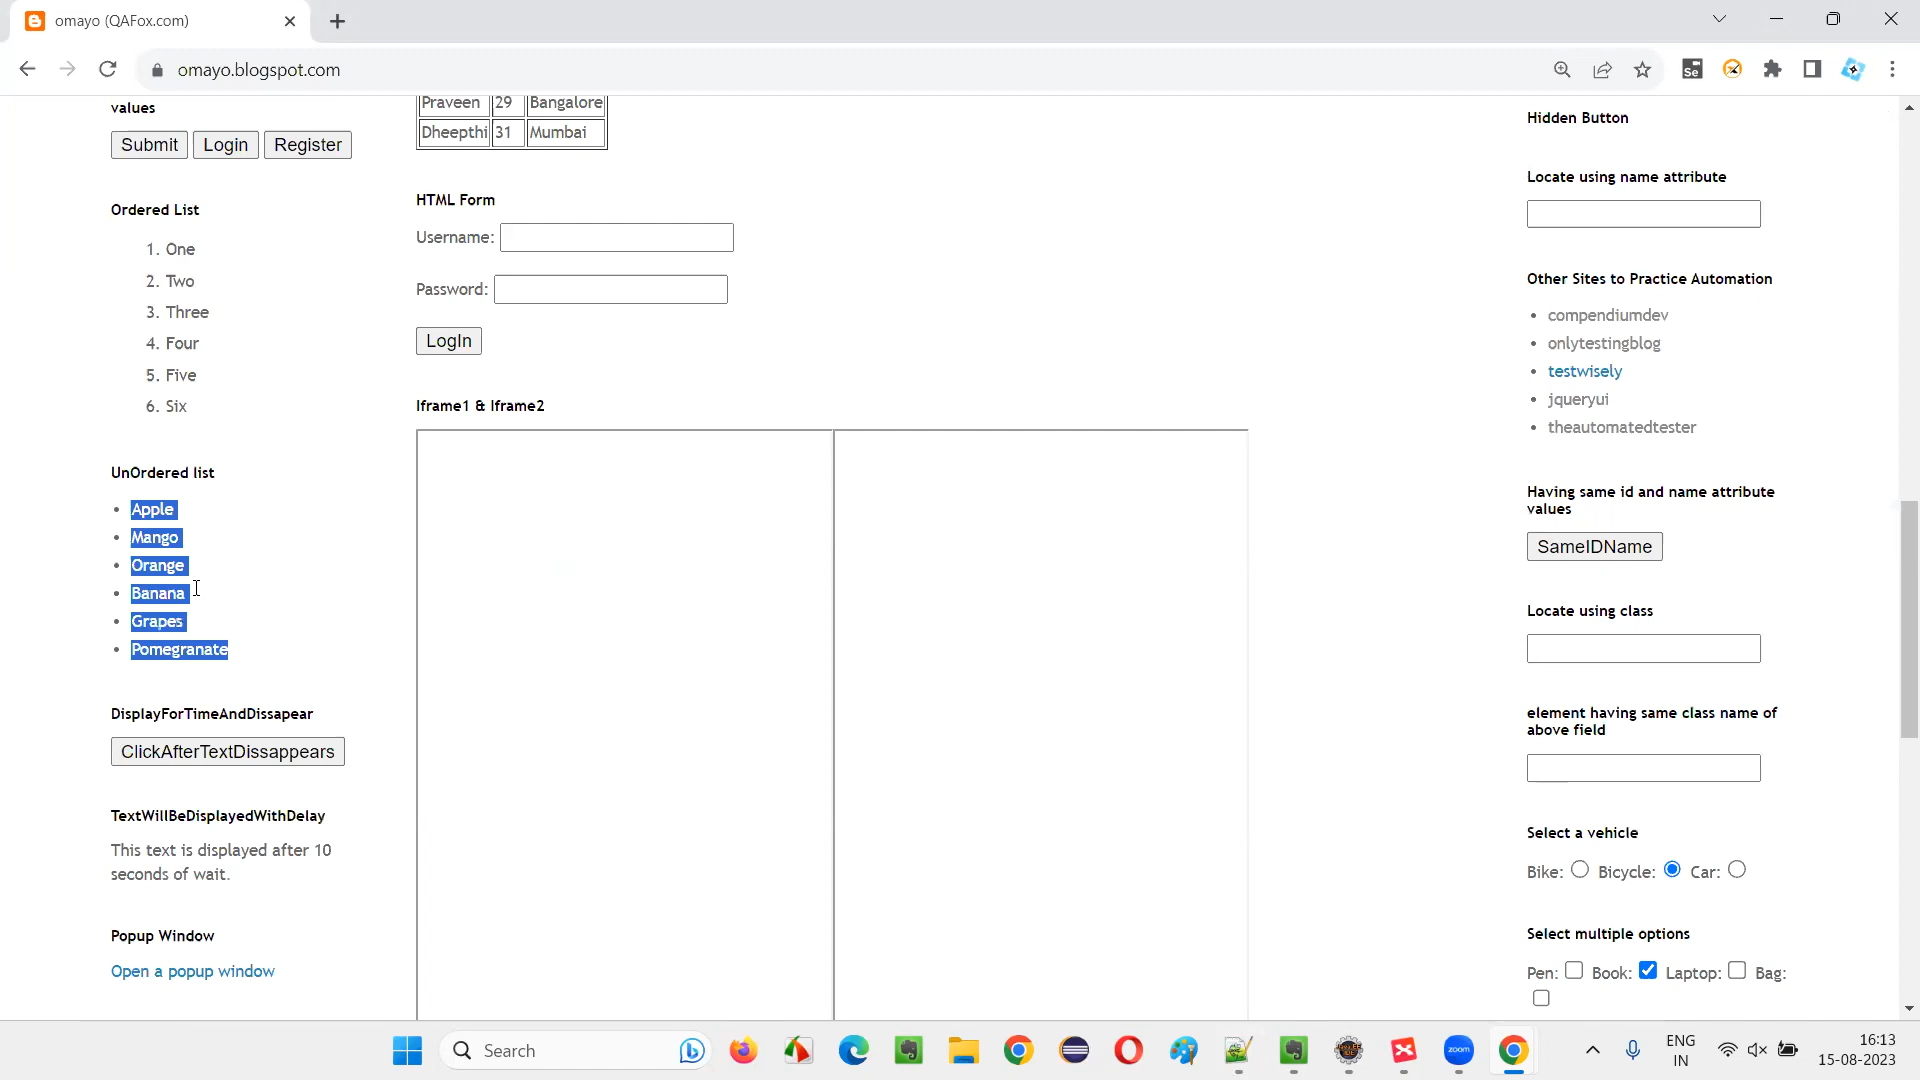 omayo (QAFox.com)
omayo.blogspot.com
values
Submit Login Register
Ordered List
1. One
2. Two
3. Three
4. Four
5. Five
6. Six
UnOrdered list
Apple
Mango
Orange
Banana
Grapes
Pomegranate
DisplayForTimeAndDissapear
ClickAfterTextDissappears
TextWillBeDisplayedWithDelay
This text is displayed after 10
seconds of wait.
Popup Window
Open a popup window
Praveen 29 Bangalore
Dheepthi 31 Mumbai
HTML Form
Username:
Password:
LogIn
Iframe1 & Iframe2
Hidden Button
Locate using name attribute
Other Sites to Practice Automation
compendiumdev
onlytestingblog
testwisely
jqueryui
theautomatedtester
Having same id and name attribute
values
SameIDName
Locate using class
element having same class name of
above field
Select a vehicle
Bike: Bicycle: Car:
Select multiple options
Pen: Book: Laptop: Bag:
Search
zoom
ENG
IN
16:13
15-08-2023